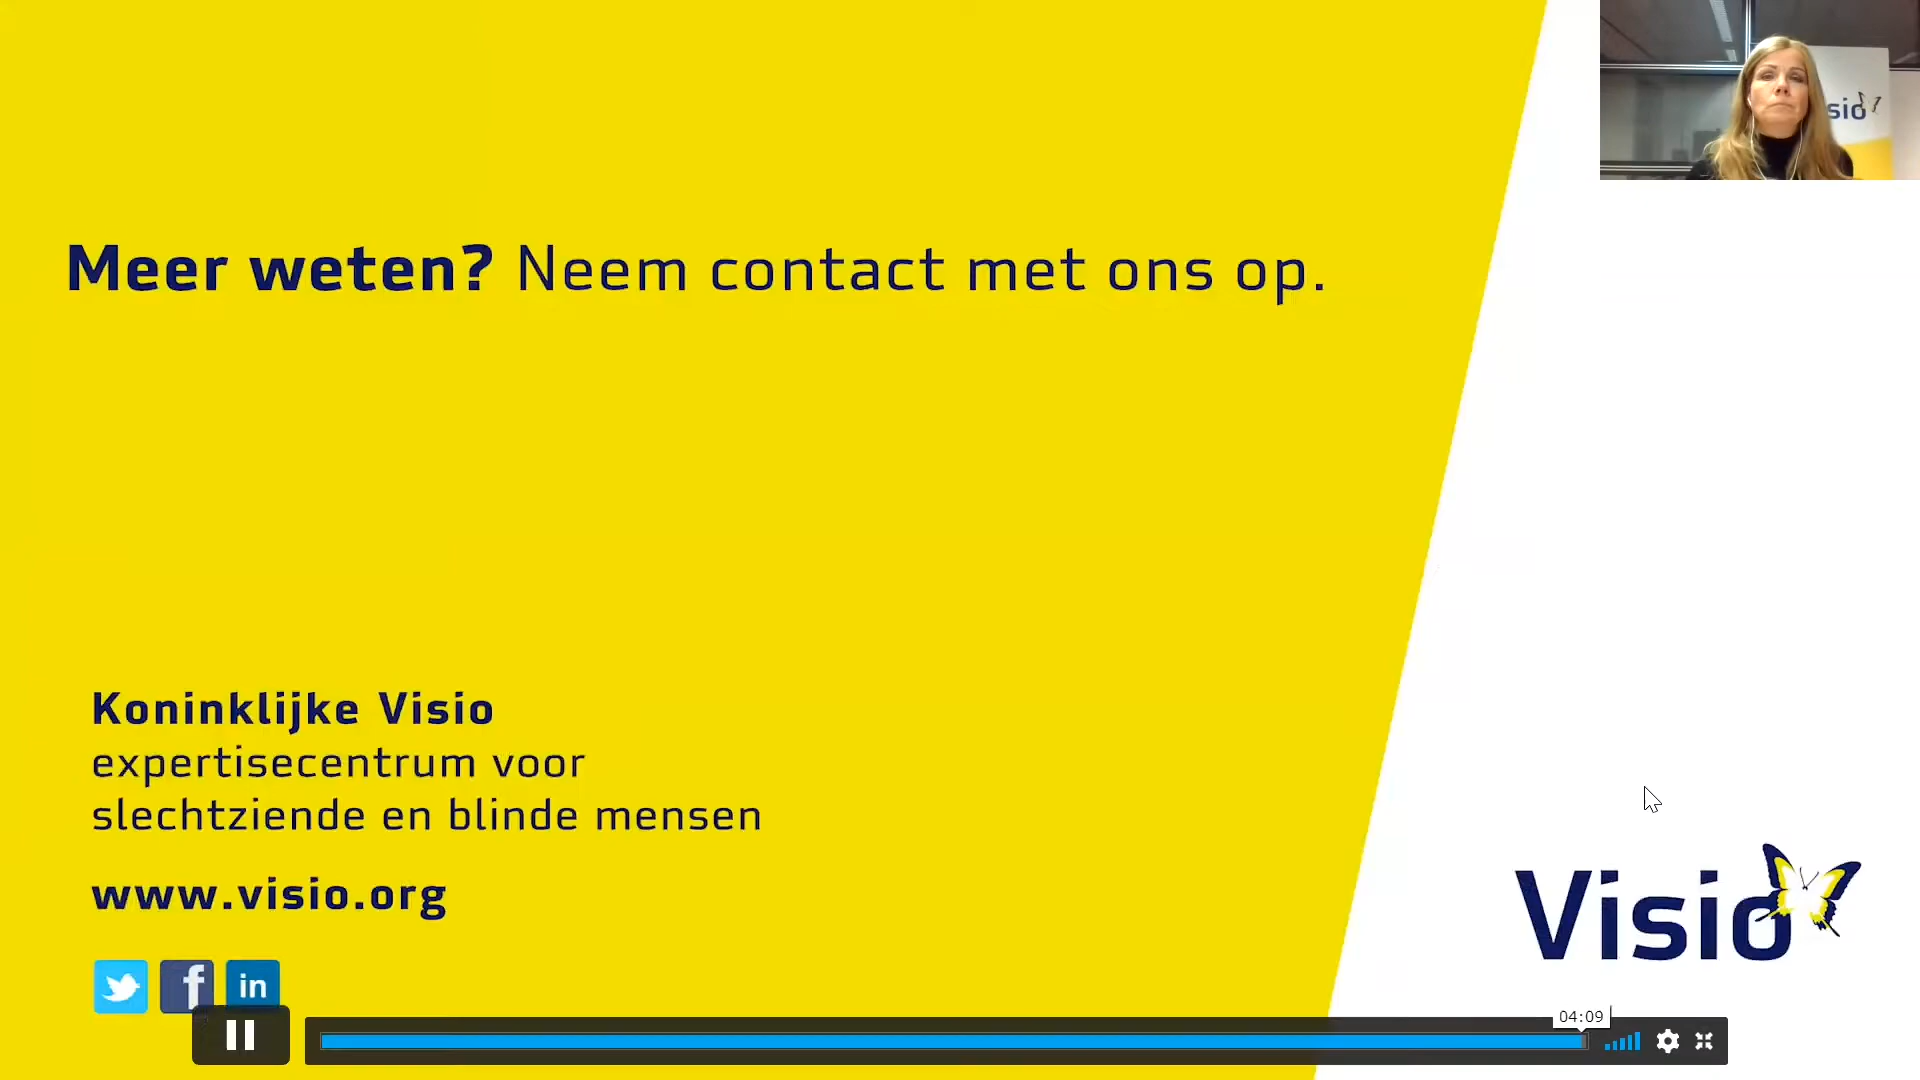 Meer weten? Neem contact met ons op.
sio
Koninklijke Visio
expertisecentrum voor
slechtziende en blinde mensen
www.visio.org
in
Visio
04:09